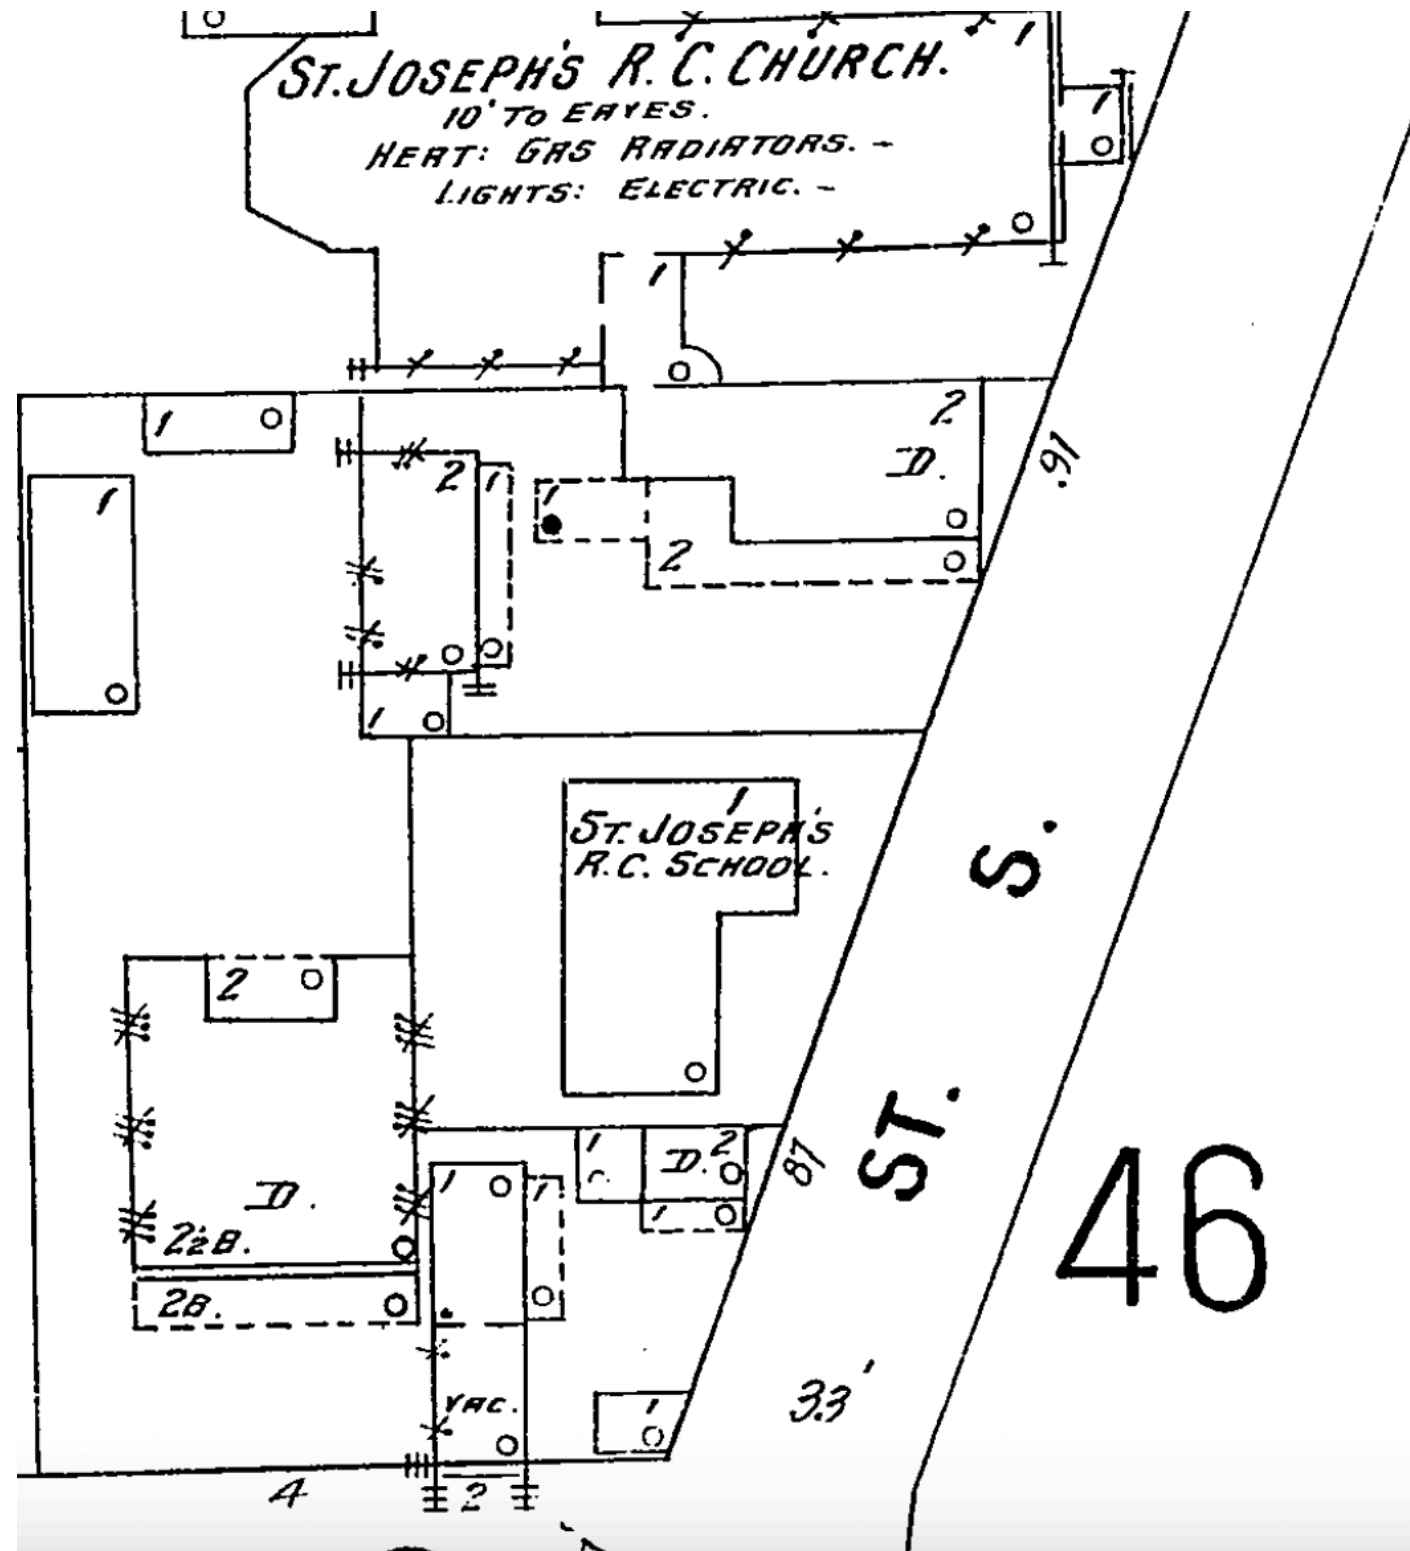 1
ST. JOSEPH'S R. C. CHURCH.
10' TO EAVES.
1
HEAT: GAS RADIATORS. -
LIGHTS: ELECTRIC. -
1
2
1
D.
.91
2
1
1
1
2
1
1
ST. JOSEPH'S
R. C. SCHOOL.
S.
2
ST.
1
D.
2
87
46
1
1
1
D.
2½B.
2B.
33'
VAC.
1
4
2